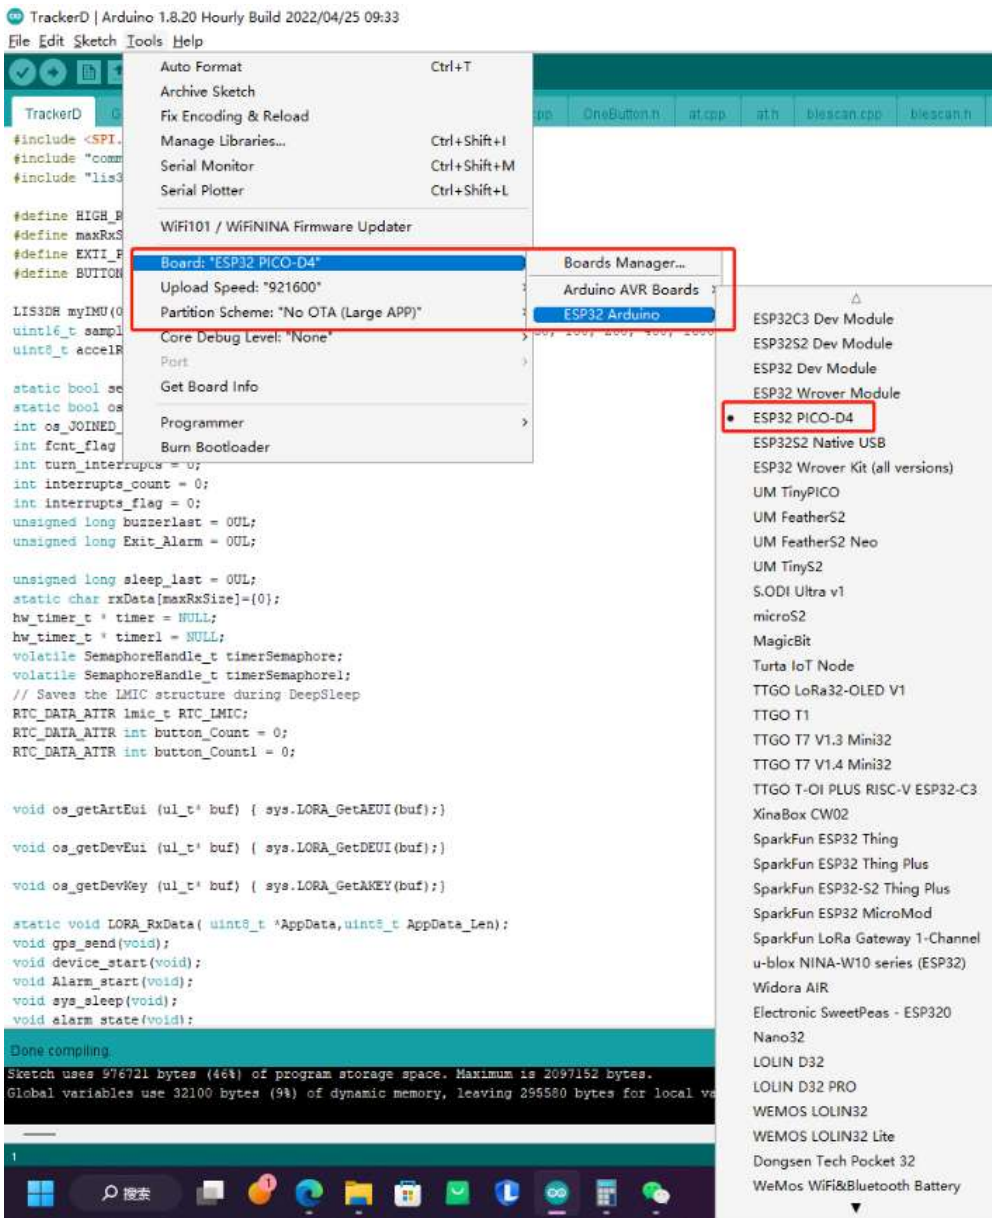 TrackerD | Arduino 1.8.20 Hourly Build 2022/04/25 09:33
File Edit Sketch Tools Help
TrackerD
OneButton.h
at.cpp
at.h
blescan.cpp
blescan.h
Auto Format Ctrl+T
Archive Sketch
Fix Encoding & Reload
Manage Libraries... Ctrl+Shift+I
Serial Monitor Ctrl+Shift+M
Serial Plotter Ctrl+Shift+L
WiFi101 / WiFiNINA Firmware Updater
Board: "ESP32 PICO-D4"
Upload Speed: "921600"
Partition Scheme: "No OTA (Large APP)"
Core Debug Level: "None"
Port
Get Board Info
Programmer
Burn Bootloader
Boards Manager...
Arduino AVR Boards
ESP32 Arduino
ESP32C3 Dev Module
ESP32S2 Dev Module
ESP32 Dev Module
ESP32 Wrover Module
ESP32 PICO-D4
ESP32S2 Native USB
ESP32 Wrover Kit (all versions)
UM TinyPICO
UM FeatherS2
UM FeatherS2 Neo
UM TinyS2
S.ODI Ultra v1
microS2
MagicBit
Turta IoT Node
TTGO LoRa32-OLED V1
TTGO T1
TTGO T7 V1.3 Mini32
TTGO T7 V1.4 Mini32
TTGO T-OI PLUS RISC-V ESP32-C3
XinaBox CW02
SparkFun ESP32 Thing
SparkFun ESP32 Thing Plus
SparkFun ESP32-S2 Thing Plus
SparkFun ESP32 MicroMod
SparkFun LoRa Gateway 1-Channel
u-blox NINA-W10 series (ESP32)
Widora AIR
Electronic SweetPeas - ESP320
Nano32
LOLIN D32
LOLIN D32 PRO
WEMOS LOLIN32
WEMOS LOLIN32 Lite
Dongsen Tech Pocket 32
WeMos WiFi&Bluetooth Battery
#include <SPI.
#include "comm
#include "lis3
#define HIGH_R
#define maxRxS
#define EXTI_P
#define BUTTON
LIS3DH myIMU(0
uint16_t sampl
uint8_t accelR
static bool se
static bool os
int os_JOINED_
int fcnt_flag
int turn_interrupts = 0;
int interrupts_count = 0;
int interrupts_flag = 0;
unsigned long buzzerlast = 0UL;
unsigned long Exit_Alarm = 0UL;
unsigned long sleep_last = 0UL;
static char rxData[maxRxSize]={0};
hw_timer_t * timer = NULL;
hw_timer_t * timer1 = NULL;
volatile SemaphoreHandle_t timerSemaphore;
volatile SemaphoreHandle_t timerSemaphore1;
// Saves the LMIC structure during DeepSleep
RTC_DATA_ATTR lmic_t RTC_LMIC;
RTC_DATA_ATTR int button_Count = 0;
RTC_DATA_ATTR int button_Count1 = 0;
void os_getArtEui (u1_t* buf) { sys.LORA_GetAEUI(buf);}
void os_getDevEui (u1_t* buf) { sys.LORA_GetDEUI(buf);}
void os_getDevKey (u1_t* buf) { sys.LORA_GetAKEY(buf);}
static void LORA_RxData( uint8_t *AppData,uint8_t AppData_Len);
void gps_send(void);
void device_start(void);
void Alarm_start(void);
void sys_sleep(void);
void alarm_state(void);
Done compiling.
Sketch uses 976721 bytes (46%) of program storage space. Maximum is 2097152 bytes.
Global variables use 32100 bytes (9%) of dynamic memory, leaving 295580 bytes for local va
1
搜索
1